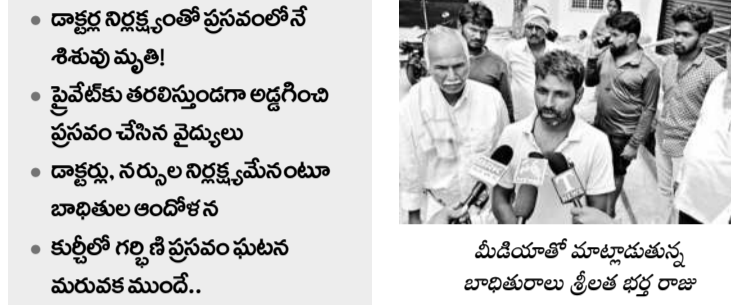 • డాక్టర్ల నిర్లక్ష్యంతో ప్రసవంలోనే
శిశువు మృతి!
• ప్రైవేట్‌కు తరలిస్తుండగా అడ్డగించి
ప్రసవం చేసిన వైద్యులు
• డాక్టర్లు, నర్సుల నిర్లక్ష్యమేనంటూ
బాధితుల ఆందోళన
• కుర్చీలో గర్భిణి ప్రసవం ఘటన
మరువక ముందే..
మీడియాతో మాట్లాడుతున్న
బాధితురాలు శ్రీలత భర్త రాజు